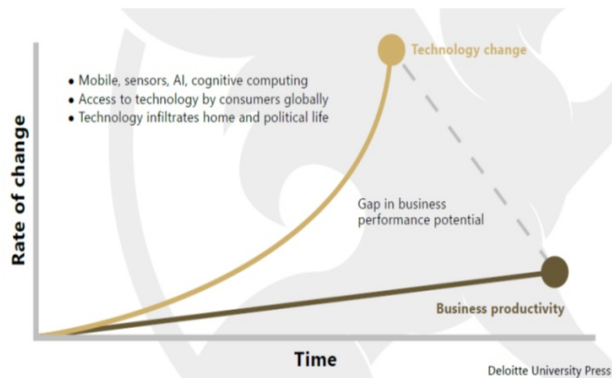 Technology change
● Mobile, sensors, AI, cognitive computing
● Access to technology by consumers globally
● Technology infiltrates home and political life
Rate of change
Gap in business
performance potential
Business productivity
Time
Deloitte University Press